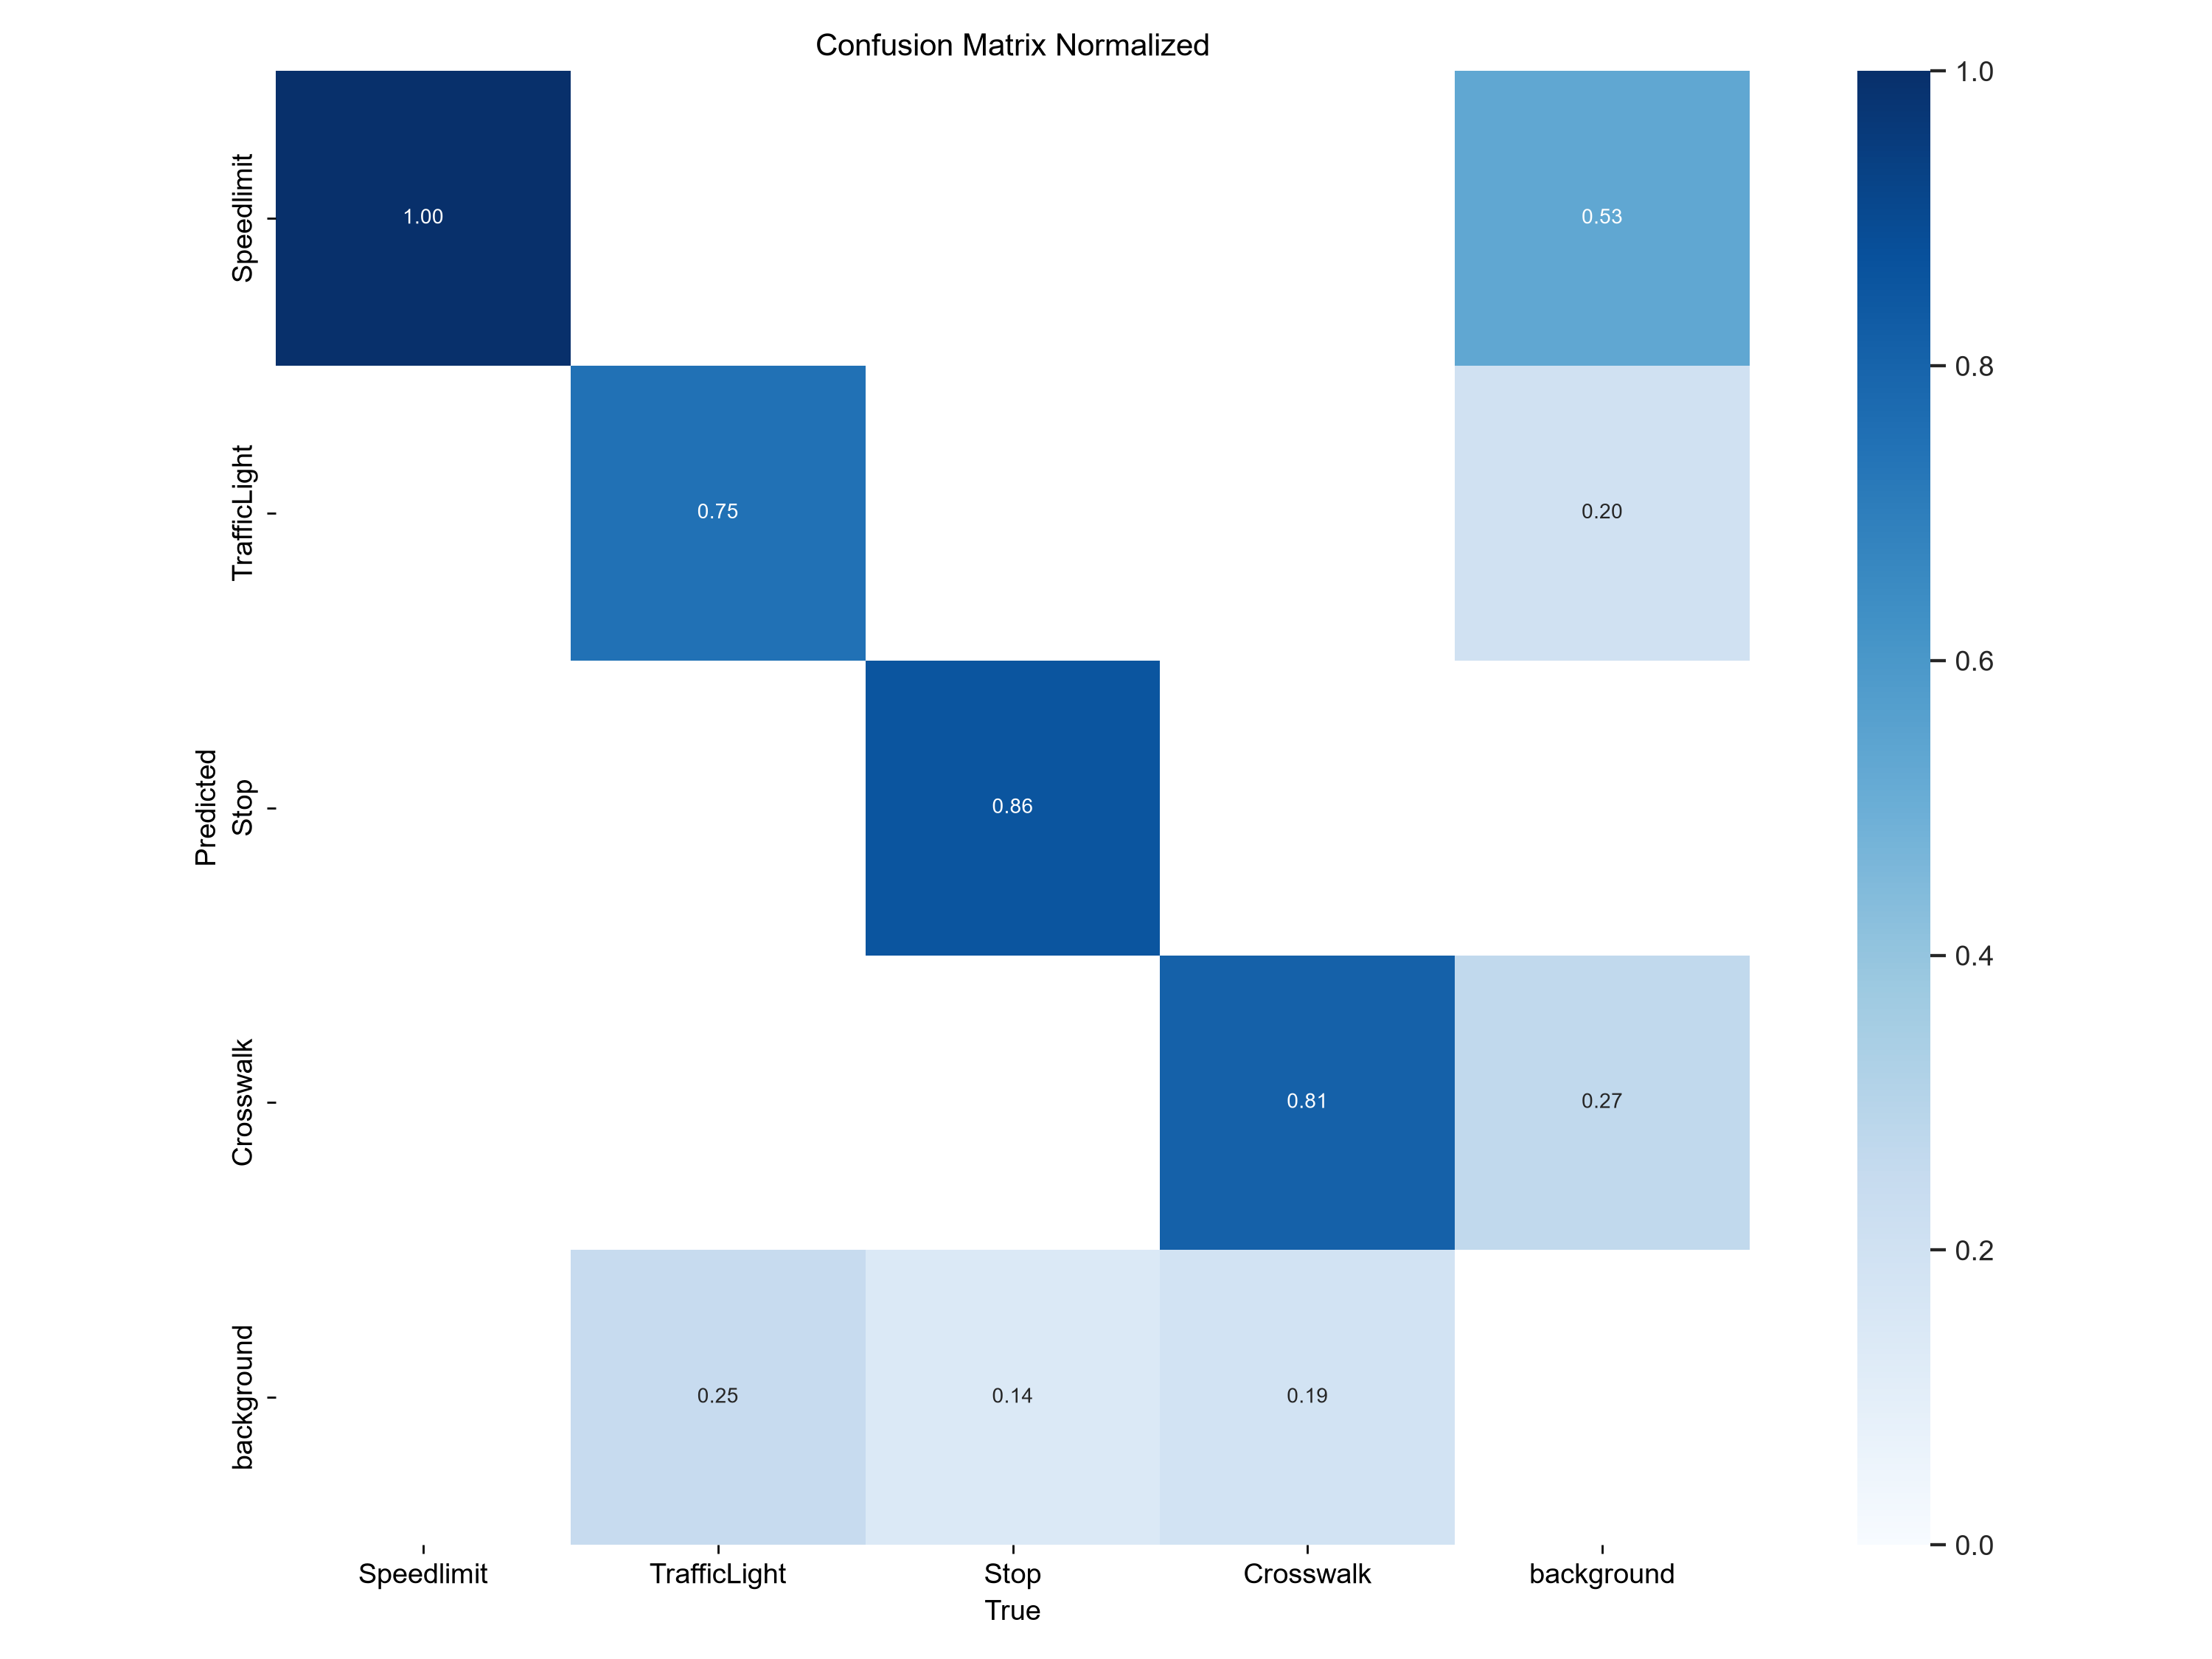 Confusion Matrix Normalized
1.0
Speedlimit
1.00
0.53
0.8
TrafficLight
0.75
0.20
0.6
Predicted
Stop
0.86
0.4
Crosswalk
0.81
0.27
0.2
background
0.25
0.14
0.19
0.0
Speedlimit
TrafficLight
Stop
Crosswalk
background
True